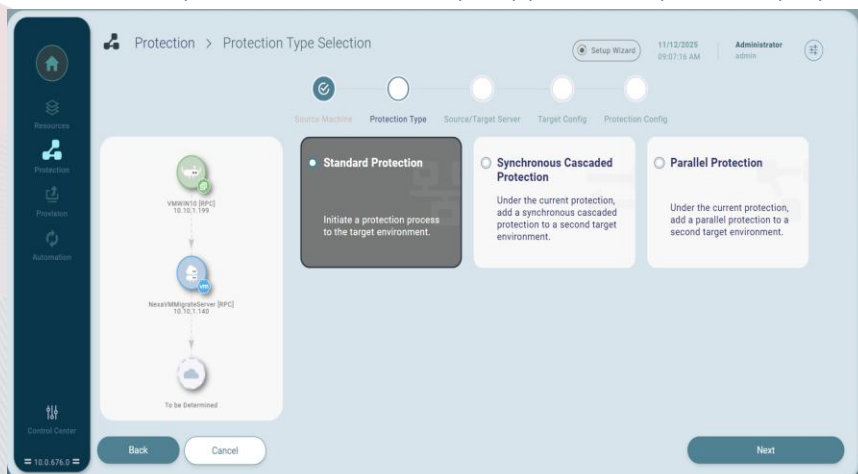 Protection > Protection Type Selection
Setup Wizard
11/12/2025
09:07:16 AM
Administrator
admin
Resources
Protection
Provision
Automation
Control Center
= 10.0.676.0 =
Source Machine
Protection Type
Source/Target Server
Target Config
Protection Config
VMWIN10 [RPC]
10.10.1.199
vm
NexaVMMigrateServer [RPC]
10.10.1.140
To be Determined
Standard Protection
Initiate a protection process
to the target environment.
Synchronous Cascaded
Protection
Under the current protection,
add a synchronous cascaded
protection to a second target
environment.
Parallel Protection
Under the current protection,
add a parallel protection to a
second target environment.
Back
Cancel
Next